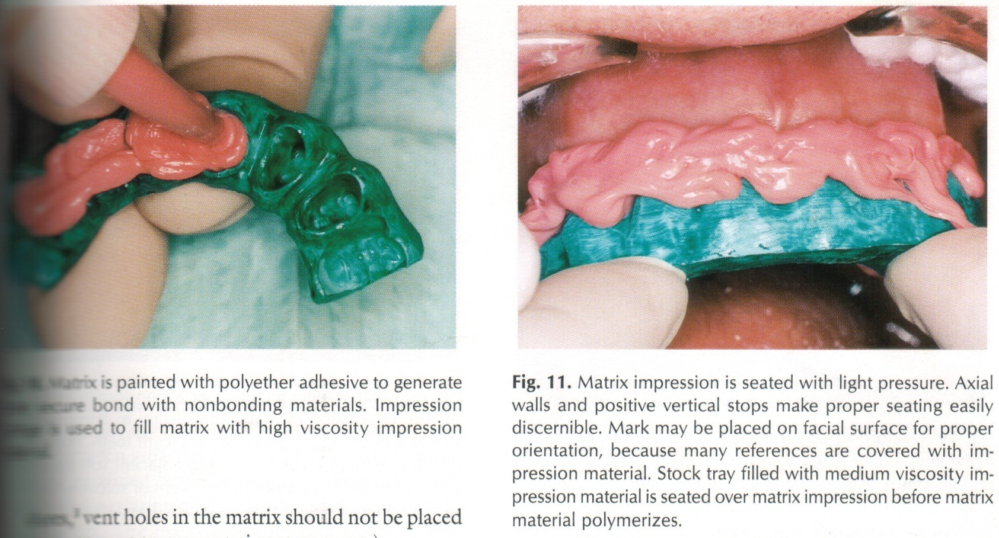 Matrix is painted with polyether adhesive to generate
secure bond with nonbonding materials. Impression
is used to fill matrix with high viscosity impression
vent holes in the matrix should not be placed
Fig. 11. Matrix impression is seated with light pressure. Axial
walls and positive vertical stops make proper seating easily
discernible. Mark may be placed on facial surface for proper
orientation, because many references are covered with im-
pression material. Stock tray filled with medium viscosity im-
pression material is seated over matrix impression before matrix
material polymerizes.